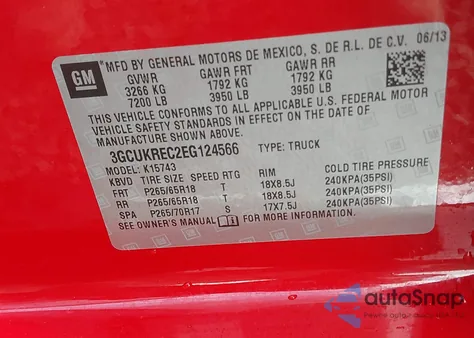 GM
MFD BY GENERAL MOTORS DE MEXICO, S. DE R.L. DE C.V. 06/13
GVWR GAWR FRT GAWR RR
3266 KG 1792 KG 1792 KG
7200 LB 3950 LB 3950 LB
THIS VEHICLE CONFORMS TO ALL APPLICABLE U.S. FEDERAL MOTOR
VEHICLE SAFETY STANDARDS IN EFFECT ON THE DATE OF
MANUFACTURE SHOWN ABOVE.
3GCUKREC2EG124566 TYPE: TRUCK
MODEL: K15743
KBVD TIRE SIZE SPEED RTG RIM COLD TIRE PRESSURE
FRT P265/65R18 T 18X8.5J 240KPA(35PSI)
RR P265/65R18 T 18X8.5J 240KPA(35PSI)
SPA P265/70R17 S 17X7.5J 240KPA(35PSI)
SEE OWNER'S MANUAL FOR MORE INFORMATION.
autoSnap